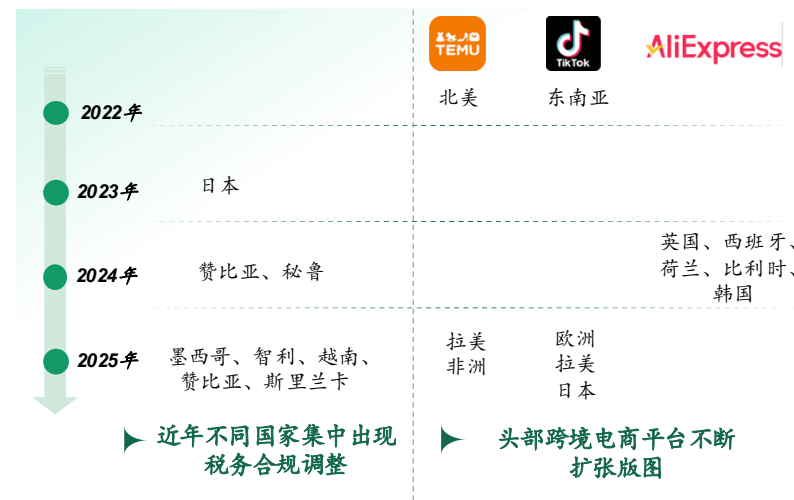 TEMU
TikTok
AliExpress
2022年
北美
东南亚
2023年
日本
2024年
赞比亚、秘鲁
英国、西班牙、
荷兰、比利时、
韩国
2025年
墨西哥、智利、越南、
赞比亚、斯里兰卡
拉美
非洲
欧洲
拉美
日本
近年不同国家集中出现
税务合规调整
头部跨境电商平台不断
扩张版图